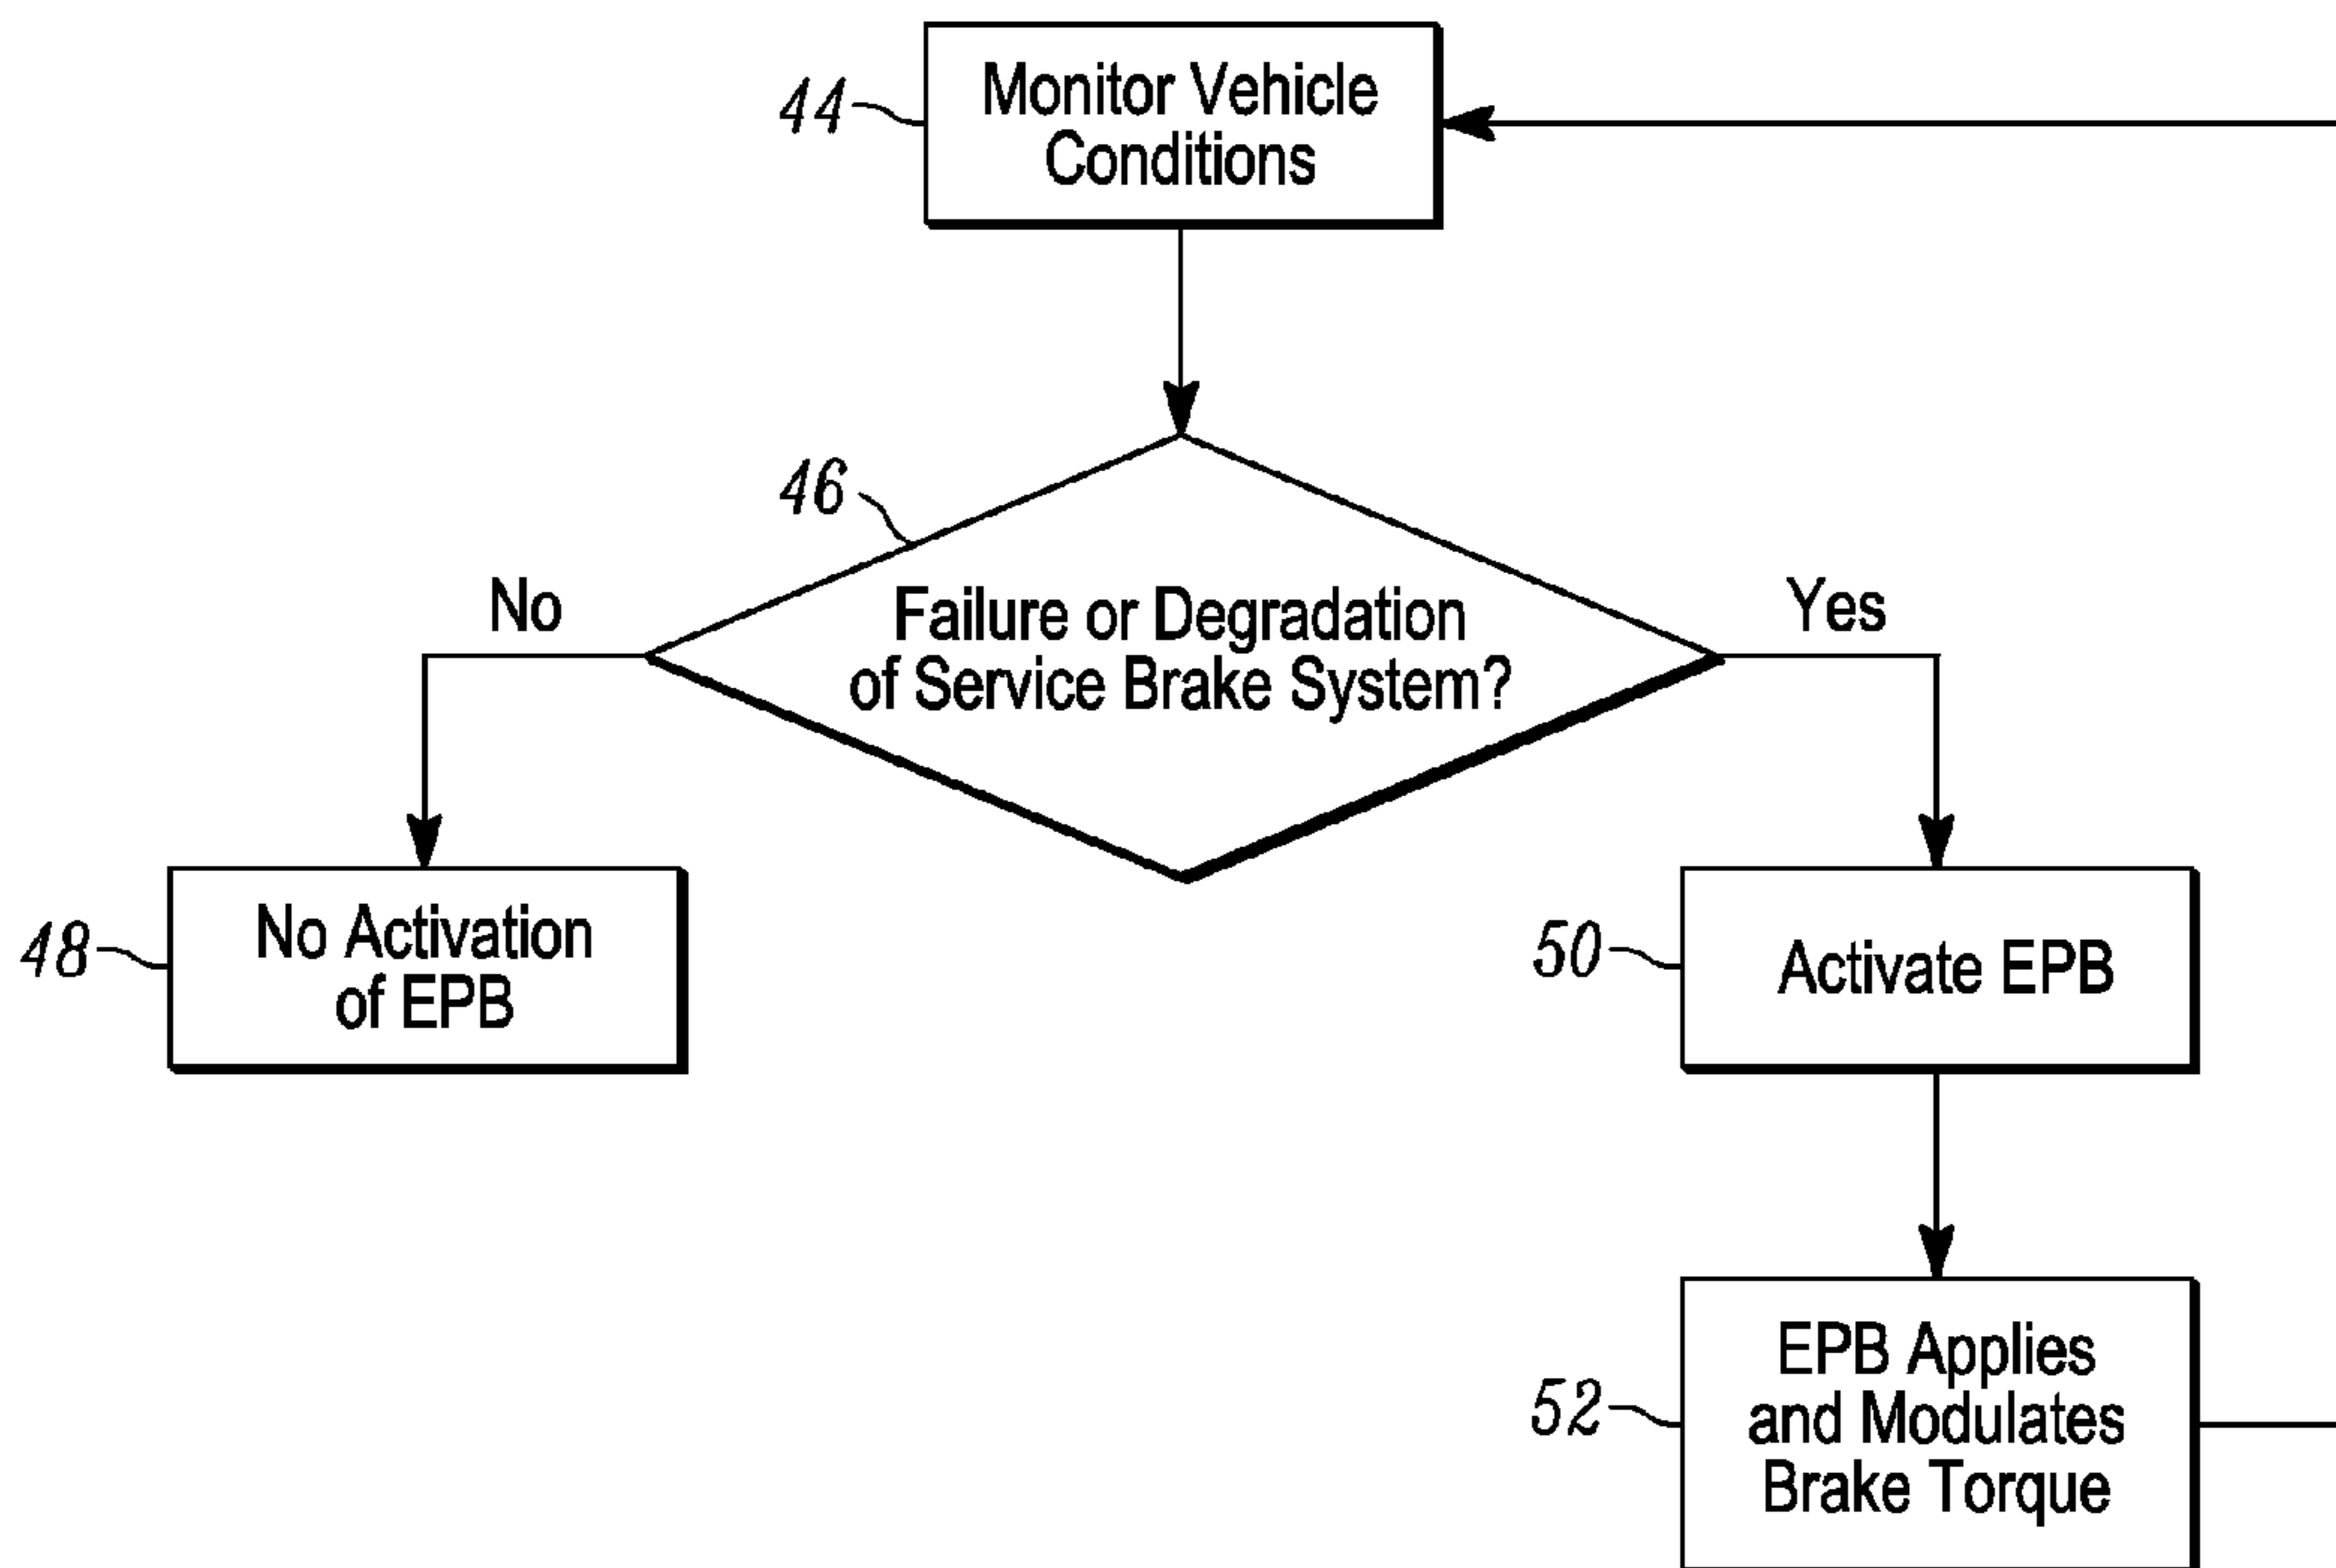 44
Monitor Vehicle
Conditions
46
No
Failure or Degradation
of Service Brake System?
Yes
48
No Activation
of EPB
50
Activate EPB
52
EPB Applies
and Modulates
Brake Torque